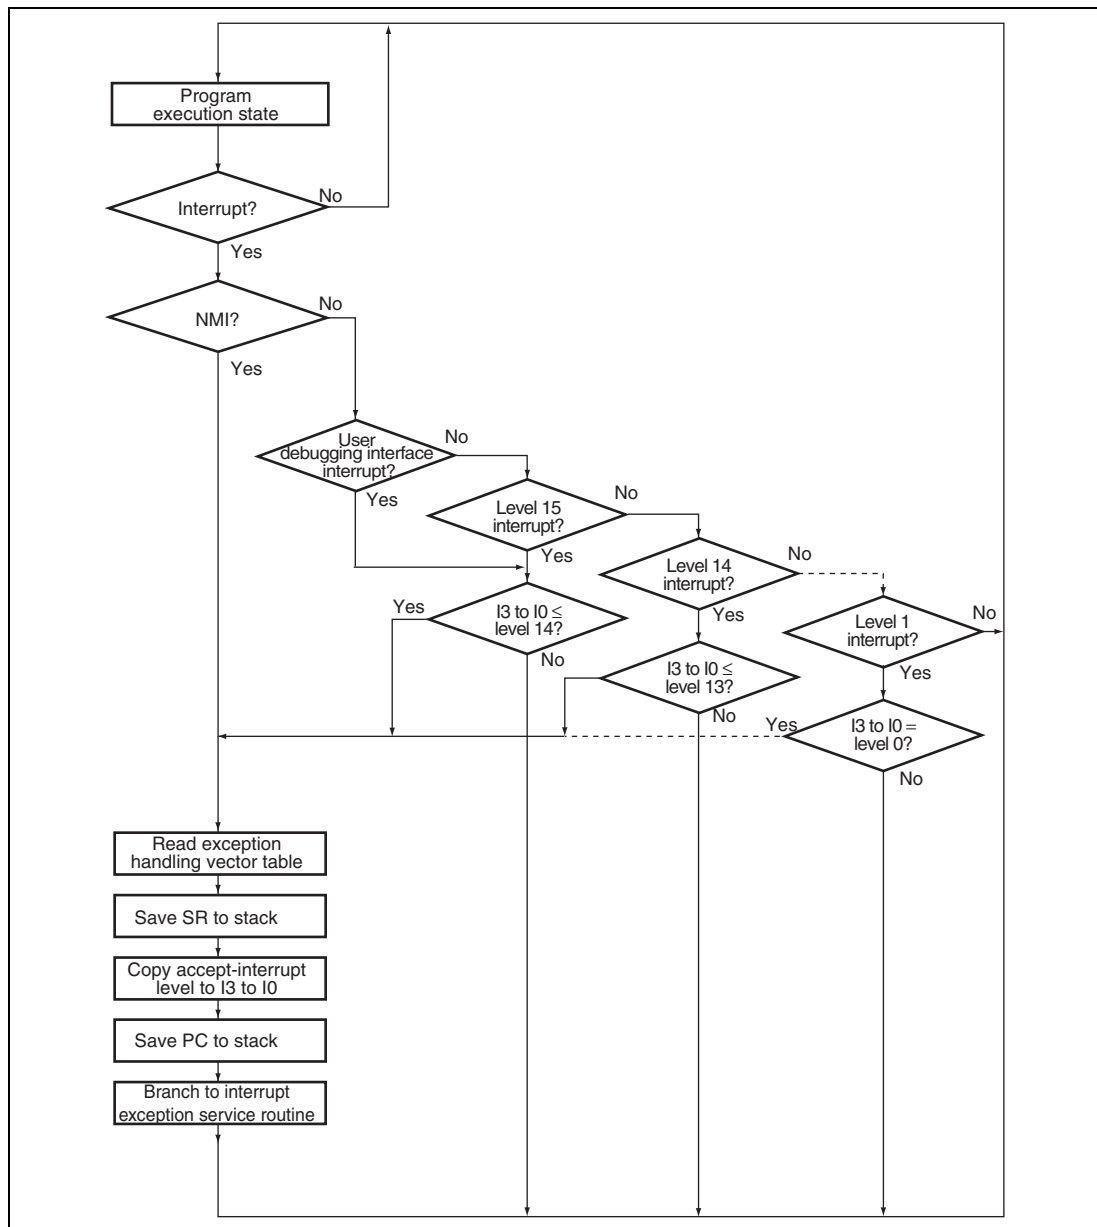 Program
execution state
Interrupt?
No
Yes
NMI?
No
Yes
User
debugging interface
interrupt?
No
Yes
Level 15
interrupt?
No
Yes
Level 14
interrupt?
No
Yes
Level 1
interrupt?
No
Yes
I3 to I0 ≤
level 14?
Yes
No
I3 to I0 ≤
level 13?
No
Yes
I3 to I0 =
level 0?
No
Read exception
handling vector table
Save SR to stack
Copy accept-interrupt
level to I3 to I0
Save PC to stack
Branch to interrupt
exception service routine